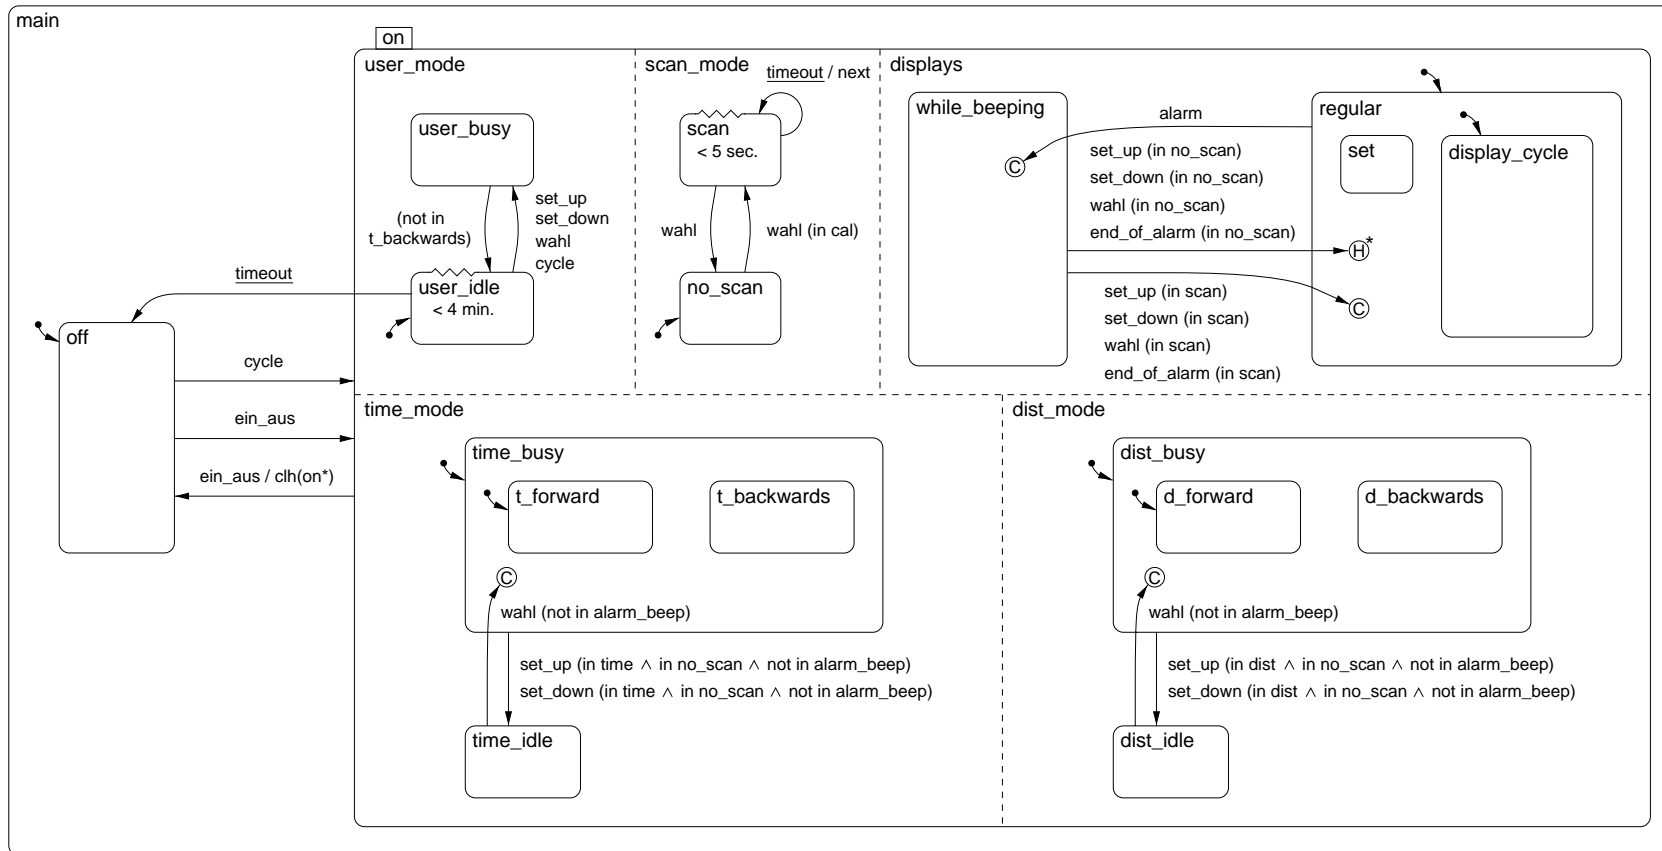 main
on
user_mode
scan_mode
displays
timeout / next
user_busy
scan
< 5 sec.
while_beeping
C
alarm
regular
set
display_cycle
set_up (in no_scan)
set_down (in no_scan)
wahl (in no_scan)
end_of_alarm (in no_scan)
H*
(not in
t_backwards)
set_up
set_down
wahl
cycle
wahl
wahl (in cal)
timeout
user_idle
< 4 min.
no_scan
set_up (in scan)
set_down (in scan)
wahl (in scan)
end_of_alarm (in scan)
C
off
cycle
ein_aus
ein_aus / clh(on*)
time_mode
dist_mode
time_busy
t_forward
t_backwards
C
wahl (not in alarm_beep)
set_up (in time ∧ in no_scan ∧ not in alarm_beep)
set_down (in time ∧ in no_scan ∧ not in alarm_beep)
time_idle
dist_busy
d_forward
d_backwards
C
wahl (not in alarm_beep)
set_up (in dist ∧ in no_scan ∧ not in alarm_beep)
set_down (in dist ∧ in no_scan ∧ not in alarm_beep)
dist_idle